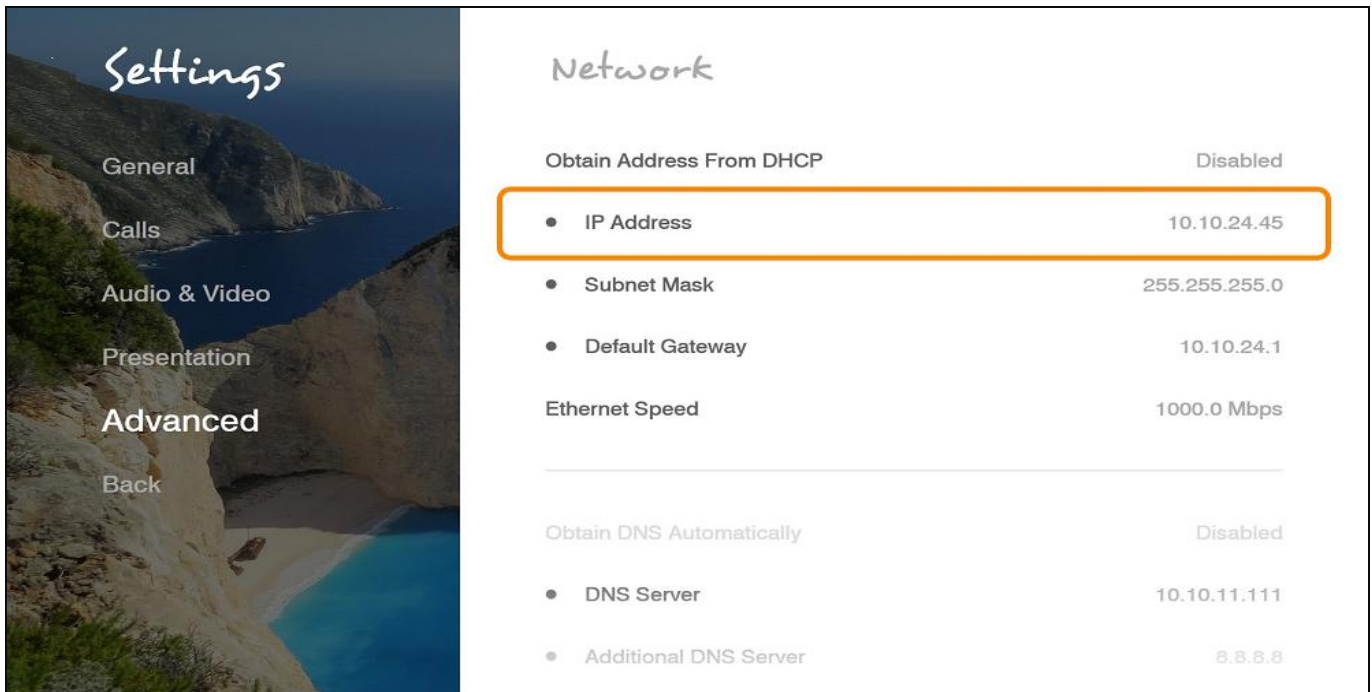 Settings
General
Calls
Audio & Video
Presentation
Advanced
Back
Network
Obtain Address From DHCP Disabled
• IP Address 10.10.24.45
• Subnet Mask 255.255.255.0
• Default Gateway 10.10.24.1
Ethernet Speed 1000.0 Mbps
Obtain DNS Automatically Disabled
• DNS Server 10.10.11.111
• Additional DNS Server 8.8.8.8